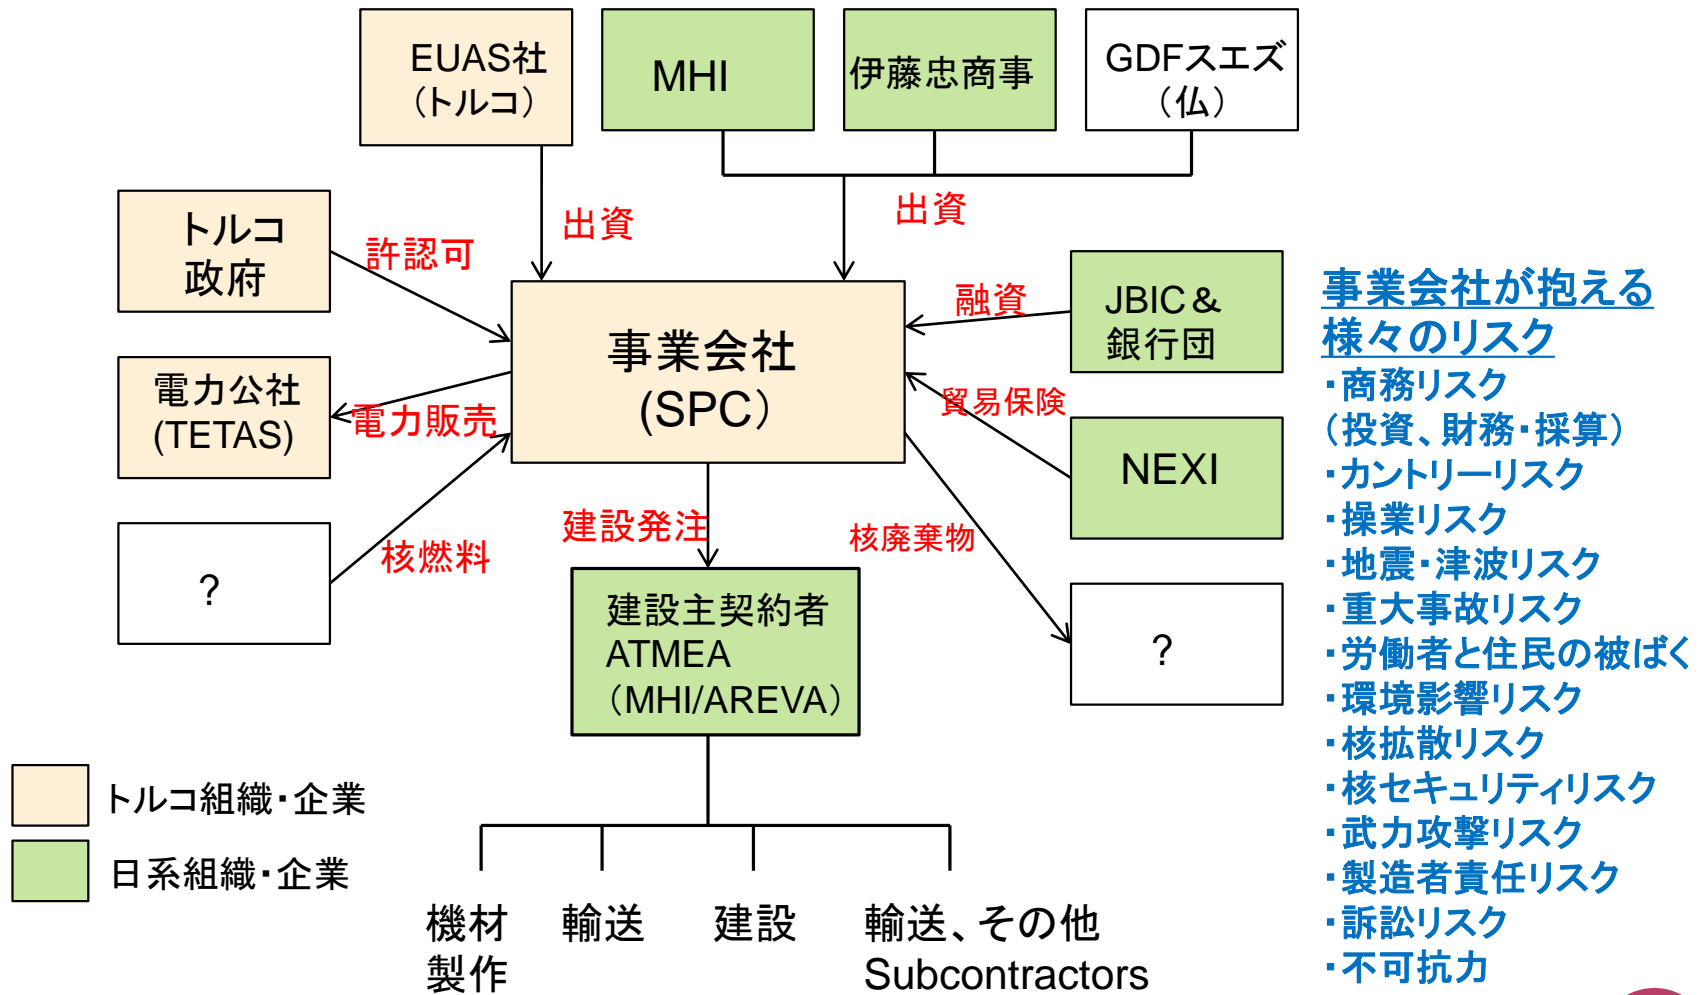 EUAS社
（トルコ）
MHI
伊藤忠商事
GDFスエズ
（仏）
出資
出資
トルコ
政府
許認可
電力公社
(TETAS)
電力販売
?
核燃料
事業会社
(SPC）
融資
JBIC＆
銀行団
貿易保険
NEXI
建設発注
核廃棄物
?
建設主契約者
ATMEA
（MHI/AREVA）
トルコ組織・企業
日系組織・企業
機材
製作
輸送
建設
輸送、その他
Subcontractors
事業会社が抱える
様々のリスク
・商務リスク
（投資、財務・採算）
・カントリーリスク
・操業リスク
・地震・津波リスク
・重大事故リスク
・労働者と住民の被ばく
・環境影響リスク
・核拡散リスク
・核セキュリティリスク
・武力攻撃リスク
・製造者責任リスク
・訴訟リスク
・不可抗力